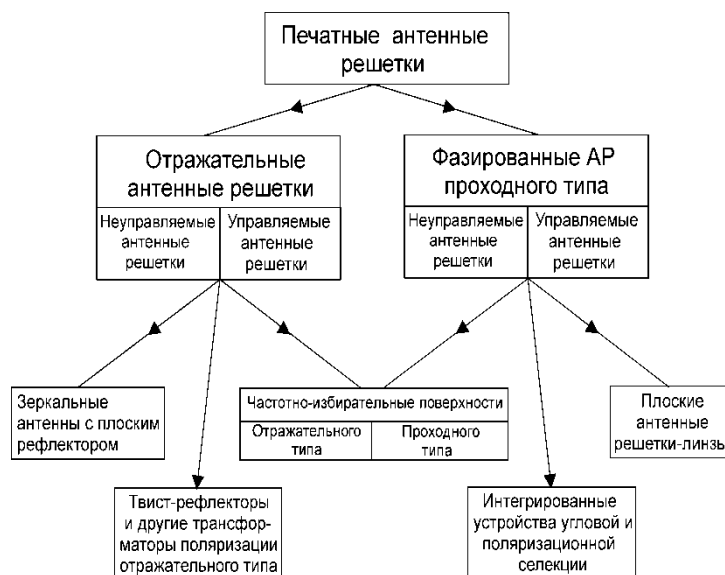 Печатные антенные
решетки
Отражательные
антенные решетки
Неуправляемые
антенные
решетки
Управляемые
антенные
решетки
Фазированные АР
проходного типа
Неуправляемые
антенные
решетки
Управляемые
антенные
решетки
Зеркальные
антенны с плоским
рефлектором
Частотно-избирательные поверхности
Отражательного
типа
Проходного
типа
Плоские
антенные
решетки-линзы
Твист-рефлекторы
и другие трансфор-
маторы поляризации
отражательного типа
Интегрированные
устройства угловой и
поляризационной
селекции